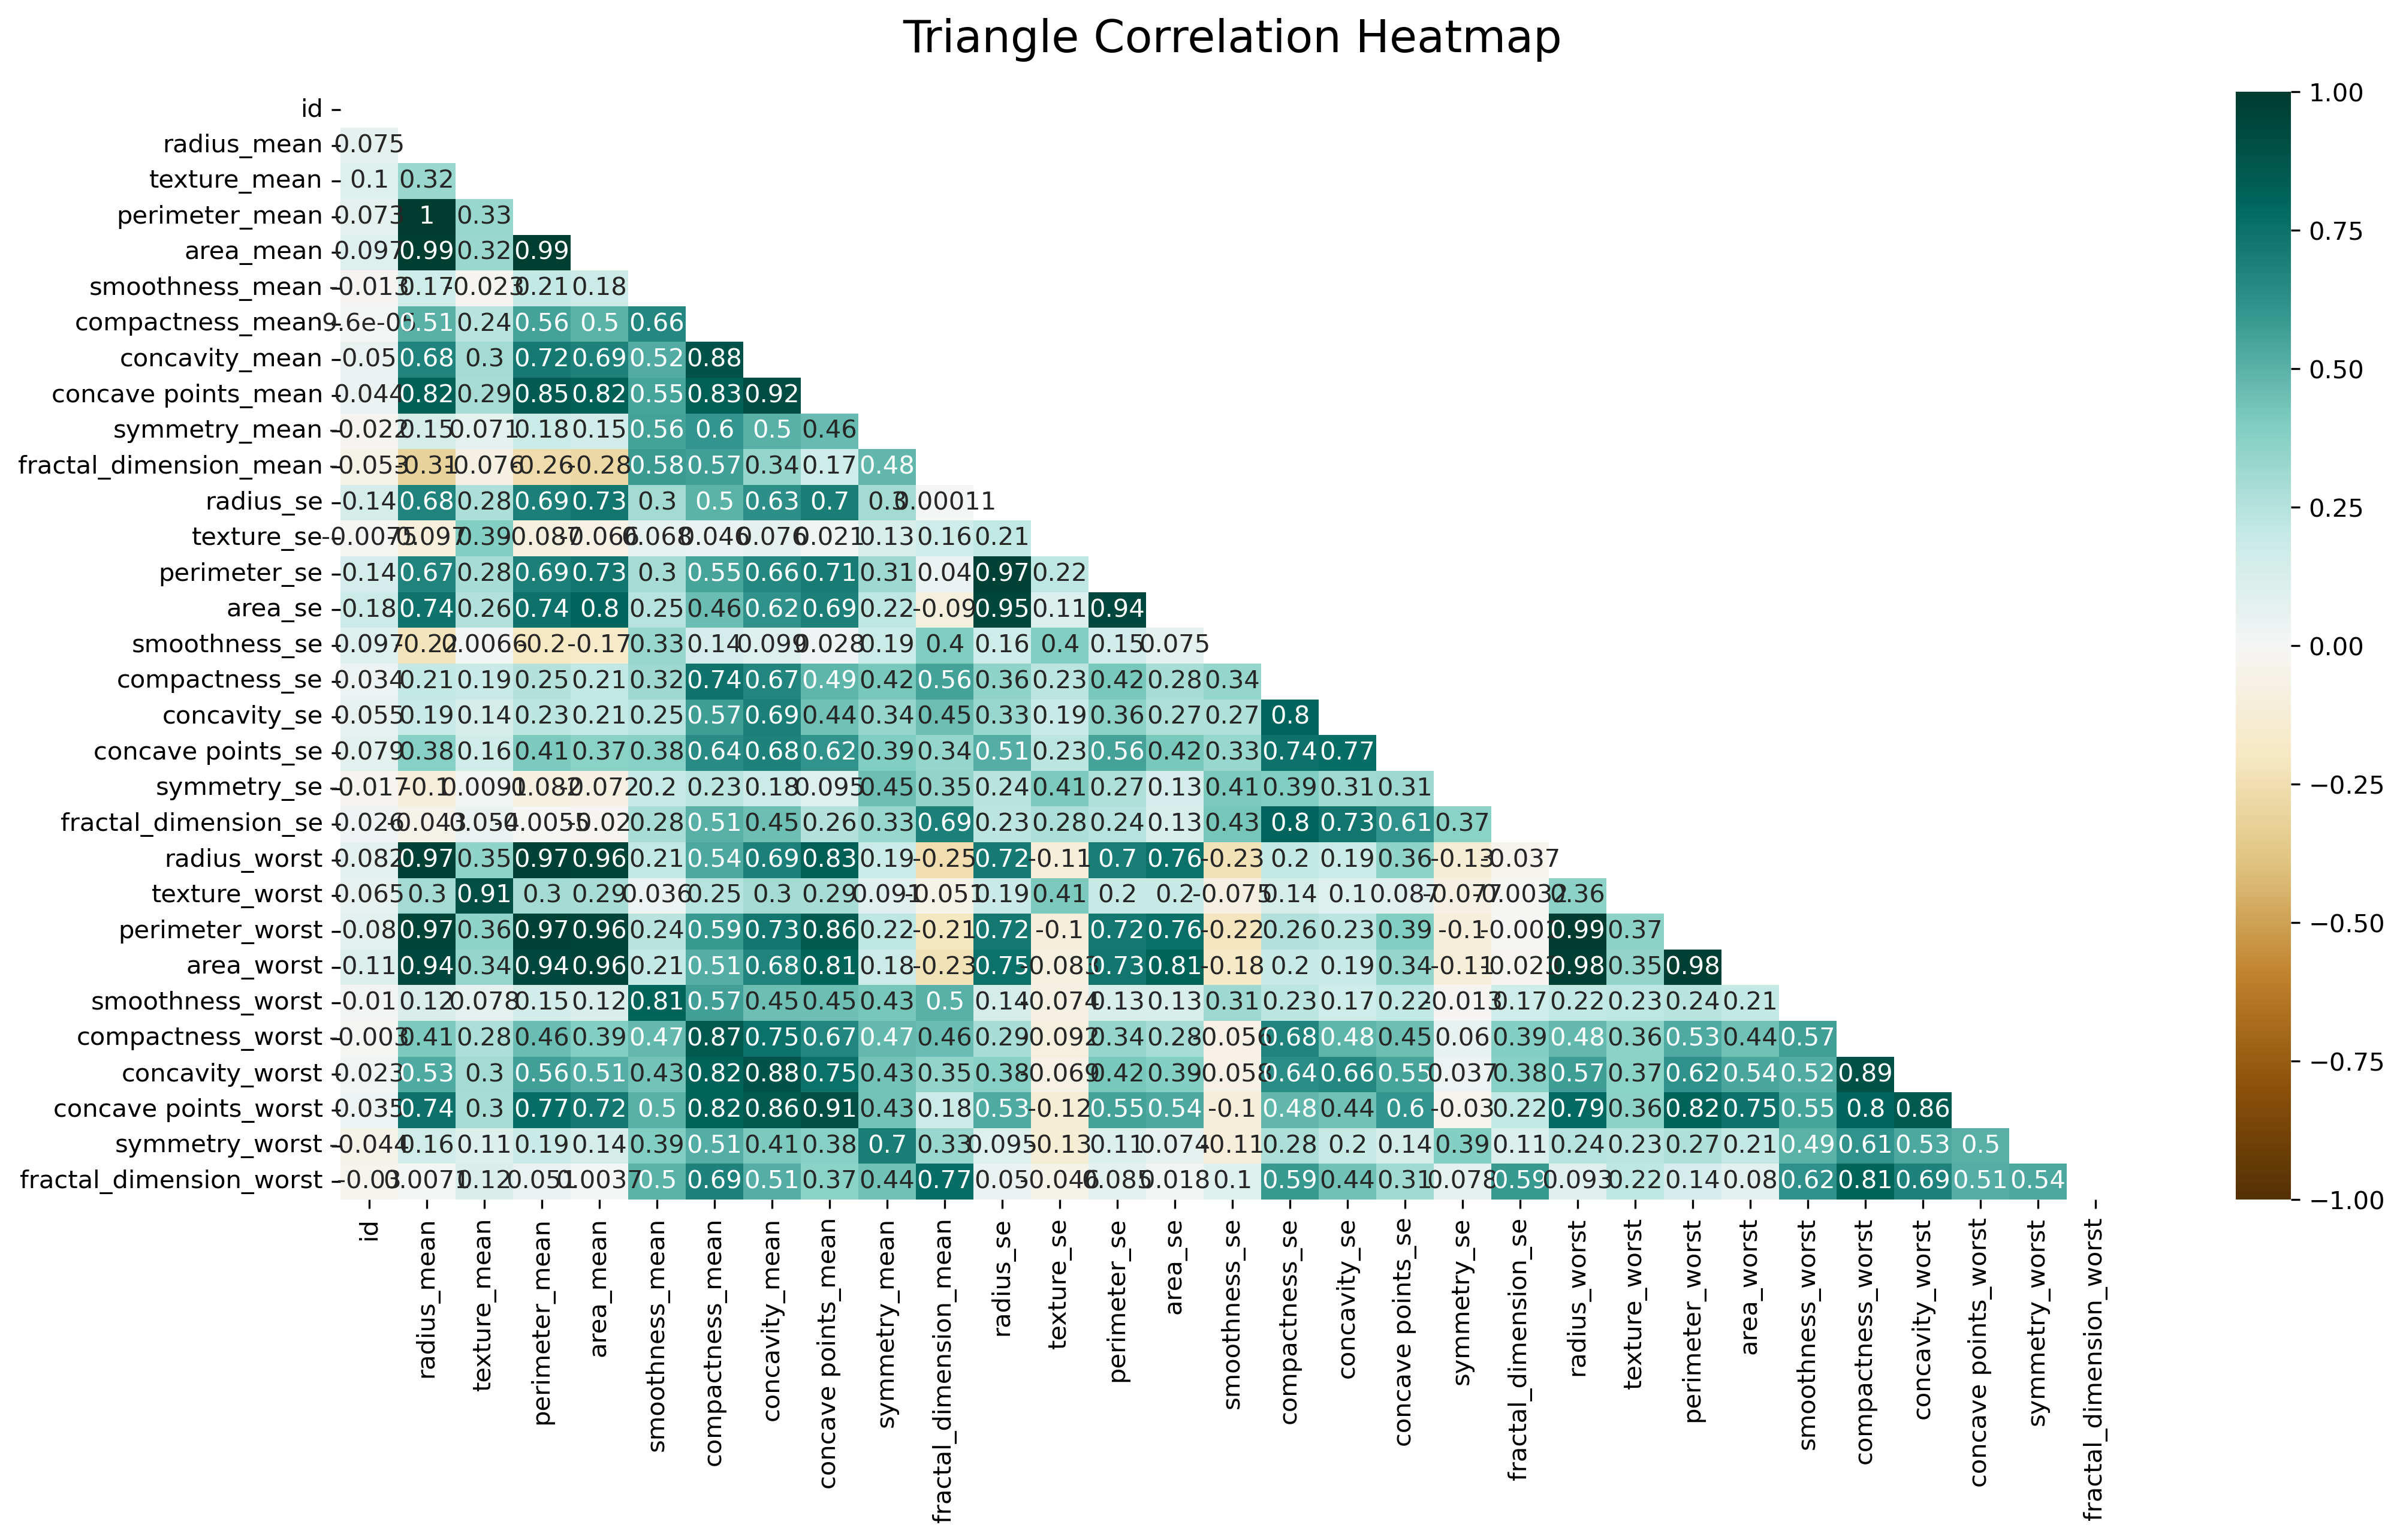 Triangle Correlation Heatmap
id
radius_mean 0.075
texture_mean 0.1 0.32
perimeter_mean 0.073 1 0.33
area_mean 0.097 0.99 0.32 0.99
smoothness_mean -0.013 0.17 -0.023 0.21 0.18
compactness_mean 0.51 0.24 0.56 0.5 0.66
concavity_mean 0.05 0.68 0.3 0.72 0.69 0.52 0.88
concave points_mean 0.044 0.82 0.29 0.85 0.82 0.55 0.83 0.92
symmetry_mean -0.022 0.15 0.071 0.18 0.15 0.56 0.6 0.5 0.46
fractal_dimension_mean -0.053 -0.31 -0.076 -0.26 -0.28 0.58 0.57 0.34 0.17 0.48
radius_se 0.14 0.68 0.28 0.69 0.73 0.3 0.5 0.63 0.7 0.3 0.00011
texture_se -0.0075 -0.097 0.39 -0.087 -0.066 0.068 0.046 0.076 0.021 0.13 0.16 0.21
perimeter_se 0.14 0.67 0.28 0.69 0.73 0.3 0.55 0.66 0.71 0.31 0.04 0.97 0.22
area_se 0.18 0.74 0.26 0.74 0.8 0.25 0.46 0.62 0.69 0.22 -0.09 0.95 0.11 0.94
smoothness_se 0.097 -0.22 0.0066 -0.2 -0.17 0.33 0.14 0.099 0.028 0.19 0.4 0.16 0.4 0.15 0.075
compactness_se 0.034 0.21 0.19 0.25 0.21 0.32 0.74 0.67 0.49 0.42 0.56 0.36 0.23 0.42 0.28 0.34
concavity_se 0.055 0.19 0.14 0.23 0.21 0.25 0.57 0.69 0.44 0.34 0.45 0.33 0.19 0.36 0.27 0.27 0.8
concave points_se 0.079 0.38 0.16 0.41 0.37 0.38 0.64 0.68 0.62 0.39 0.34 0.51 0.23 0.56 0.42 0.33 0.74 0.77
symmetry_se -0.017 -0.1 0.0091 -0.082 -0.072 0.2 0.23 0.18 0.095 0.45 0.35 0.24 0.41 0.27 0.13 0.41 0.39 0.31 0.31
fractal_dimension_se 0.026 -0.043 0.054 -0.0055 -0.02 0.28 0.51 0.45 0.26 0.33 0.69 0.23 0.28 0.24 0.13 0.43 0.8 0.73 0.61 0.37
radius_worst 0.082 0.97 0.35 0.97 0.96 0.21 0.54 0.69 0.83 0.19 -0.25 0.72 -0.11 0.7 0.76 -0.23 0.2 0.19 0.36 -0.13 -0.037
texture_worst 0.065 0.3 0.91 0.3 0.29 0.036 0.25 0.3 0.29 0.091 -0.051 0.19 0.41 0.2 0.2 -0.075 0.14 0.1 0.087 -0.077 -0.0032 0.36
perimeter_worst 0.08 0.97 0.36 0.97 0.96 0.24 0.59 0.73 0.86 0.22 -0.21 0.72 -0.1 0.72 0.76 -0.22 0.26 0.23 0.39 -0.1 0.99 0.37
area_worst 0.11 0.94 0.34 0.94 0.96 0.21 0.51 0.68 0.81 0.18 -0.23 0.75 -0.083 0.73 0.81 -0.18 0.2 0.19 0.34 -0.11 -0.023 0.98 0.35 0.98
smoothness_worst 0.01 0.12 0.078 0.15 0.12 0.81 0.57 0.45 0.45 0.43 0.5 0.14 -0.074 0.13 0.13 0.31 0.23 0.17 0.22 -0.013 0.17 0.22 0.23 0.24 0.21
compactness_worst 0.41 0.28 0.46 0.39 0.47 0.87 0.75 0.67 0.47 0.46 0.29 -0.092 0.34 0.28 -0.056 0.68 0.48 0.45 0.06 0.39 0.48 0.36 0.53 0.44 0.57
concavity_worst 0.023 0.53 0.3 0.56 0.51 0.43 0.82 0.88 0.75 0.43 0.35 0.38 -0.069 0.42 0.39 -0.058 0.64 0.66 0.55 0.037 0.38 0.57 0.37 0.62 0.54 0.52 0.89
concave points_worst 0.035 0.74 0.3 0.77 0.72 0.5 0.82 0.86 0.91 0.43 0.18 0.53 -0.12 0.55 0.54 -0.1 0.48 0.44 0.6 -0.03 0.22 0.79 0.36 0.82 0.75 0.55 0.8 0.86
symmetry_worst -0.044 0.16 0.11 0.19 0.14 0.39 0.51 0.41 0.38 0.7 0.33 0.095 -0.13 0.11 0.074 -0.11 0.28 0.2 0.14 0.39 0.11 0.24 0.23 0.27 0.21 0.49 0.61 0.53 0.5
fractal_dimension_worst -0.03 0.0071 0.12 0.051 0.0037 0.5 0.69 0.51 0.37 0.44 0.77 0.05 -0.046 0.085 0.018 0.1 0.59 0.44 0.31 0.078 0.59 0.093 0.22 0.14 0.08 0.62 0.81 0.69 0.51 0.54
id
radius_mean
texture_mean
perimeter_mean
area_mean
smoothness_mean
compactness_mean
concavity_mean
concave points_mean
symmetry_mean
fractal_dimension_mean
radius_se
texture_se
perimeter_se
area_se
smoothness_se
compactness_se
concavity_se
concave points_se
symmetry_se
fractal_dimension_se
radius_worst
texture_worst
perimeter_worst
area_worst
smoothness_worst
compactness_worst
concavity_worst
concave points_worst
symmetry_worst
fractal_dimension_worst
1.00
0.75
0.50
0.25
0.00
−0.25
−0.50
−0.75
−1.00